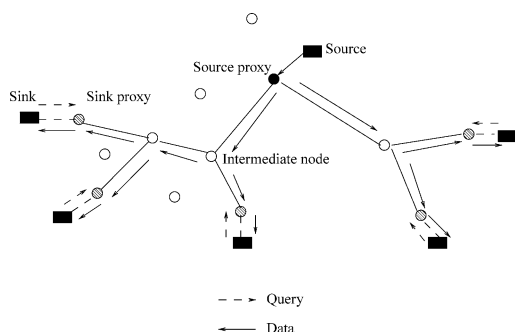 Source
Source proxy
Sink
Sink proxy
Intermediate node
Query
Data